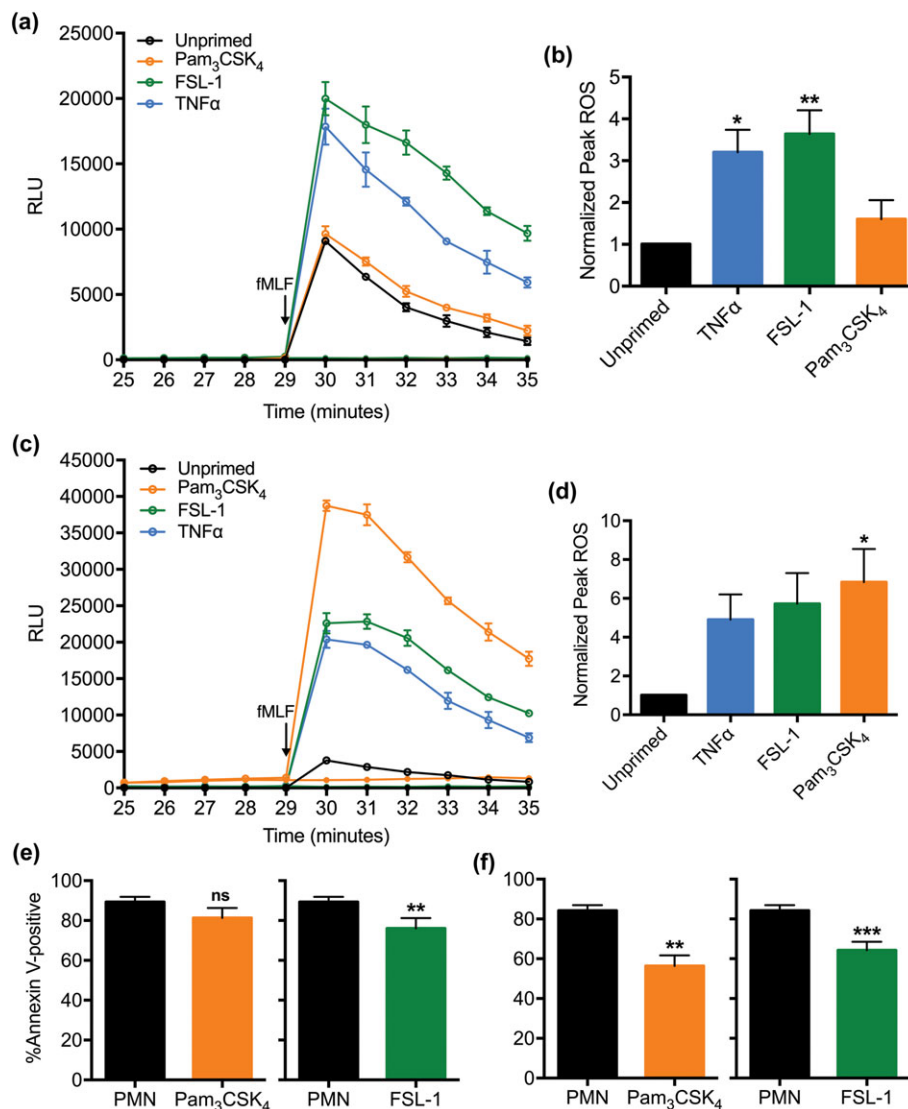 (a)
25000
20000
15000
10000
5000
0
RLU
Unprimed
Pam₃CSK₄
FSL-1
TNFα
fMLF
25 26 27 28 29 30 31 32 33 34 35
Time (minutes)
(b)
5
4
3
2
1
0
Normalized Peak ROS
* **
Unprimed TNFα FSL-1 Pam₃CSK₄
(c)
45000
40000
35000
30000
25000
20000
15000
10000
5000
0
RLU
Unprimed
Pam₃CSK₄
FSL-1
TNFα
fMLF
25 26 27 28 29 30 31 32 33 34 35
Time (minutes)
(d)
10
8
6
4
2
0
Normalized Peak ROS
*
Unprimed TNFα FSL-1 Pam₃CSK₄
(e)
100
80
60
40
20
0
%Annexin V-positive
ns
**
PMN Pam₃CSK₄ PMN FSL-1
(f)
100
80
60
40
20
0
**
***
PMN Pam₃CSK₄ PMN FSL-1